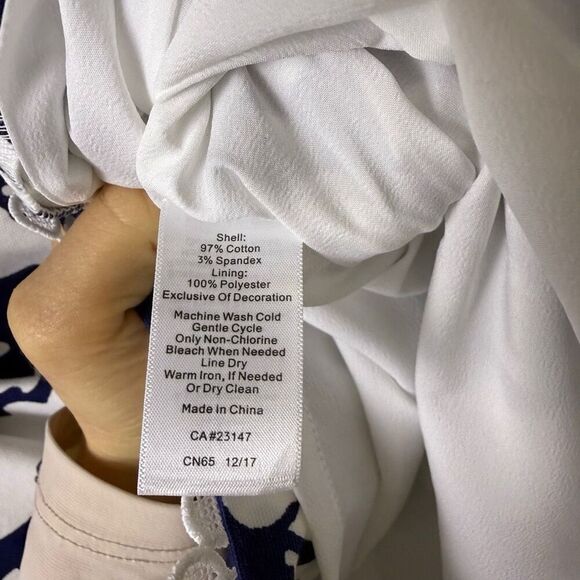 Shell:
97% Cotton
3% Spandex
Lining:
100% Polyester
Exclusive Of Decoration
Machine Wash Cold
Gentle Cycle
Only Non-Chlorine
Bleach When Needed
Line Dry
Warm Iron, If Needed
Or Dry Clean
Made in China
CA#23147
CN65 12/17